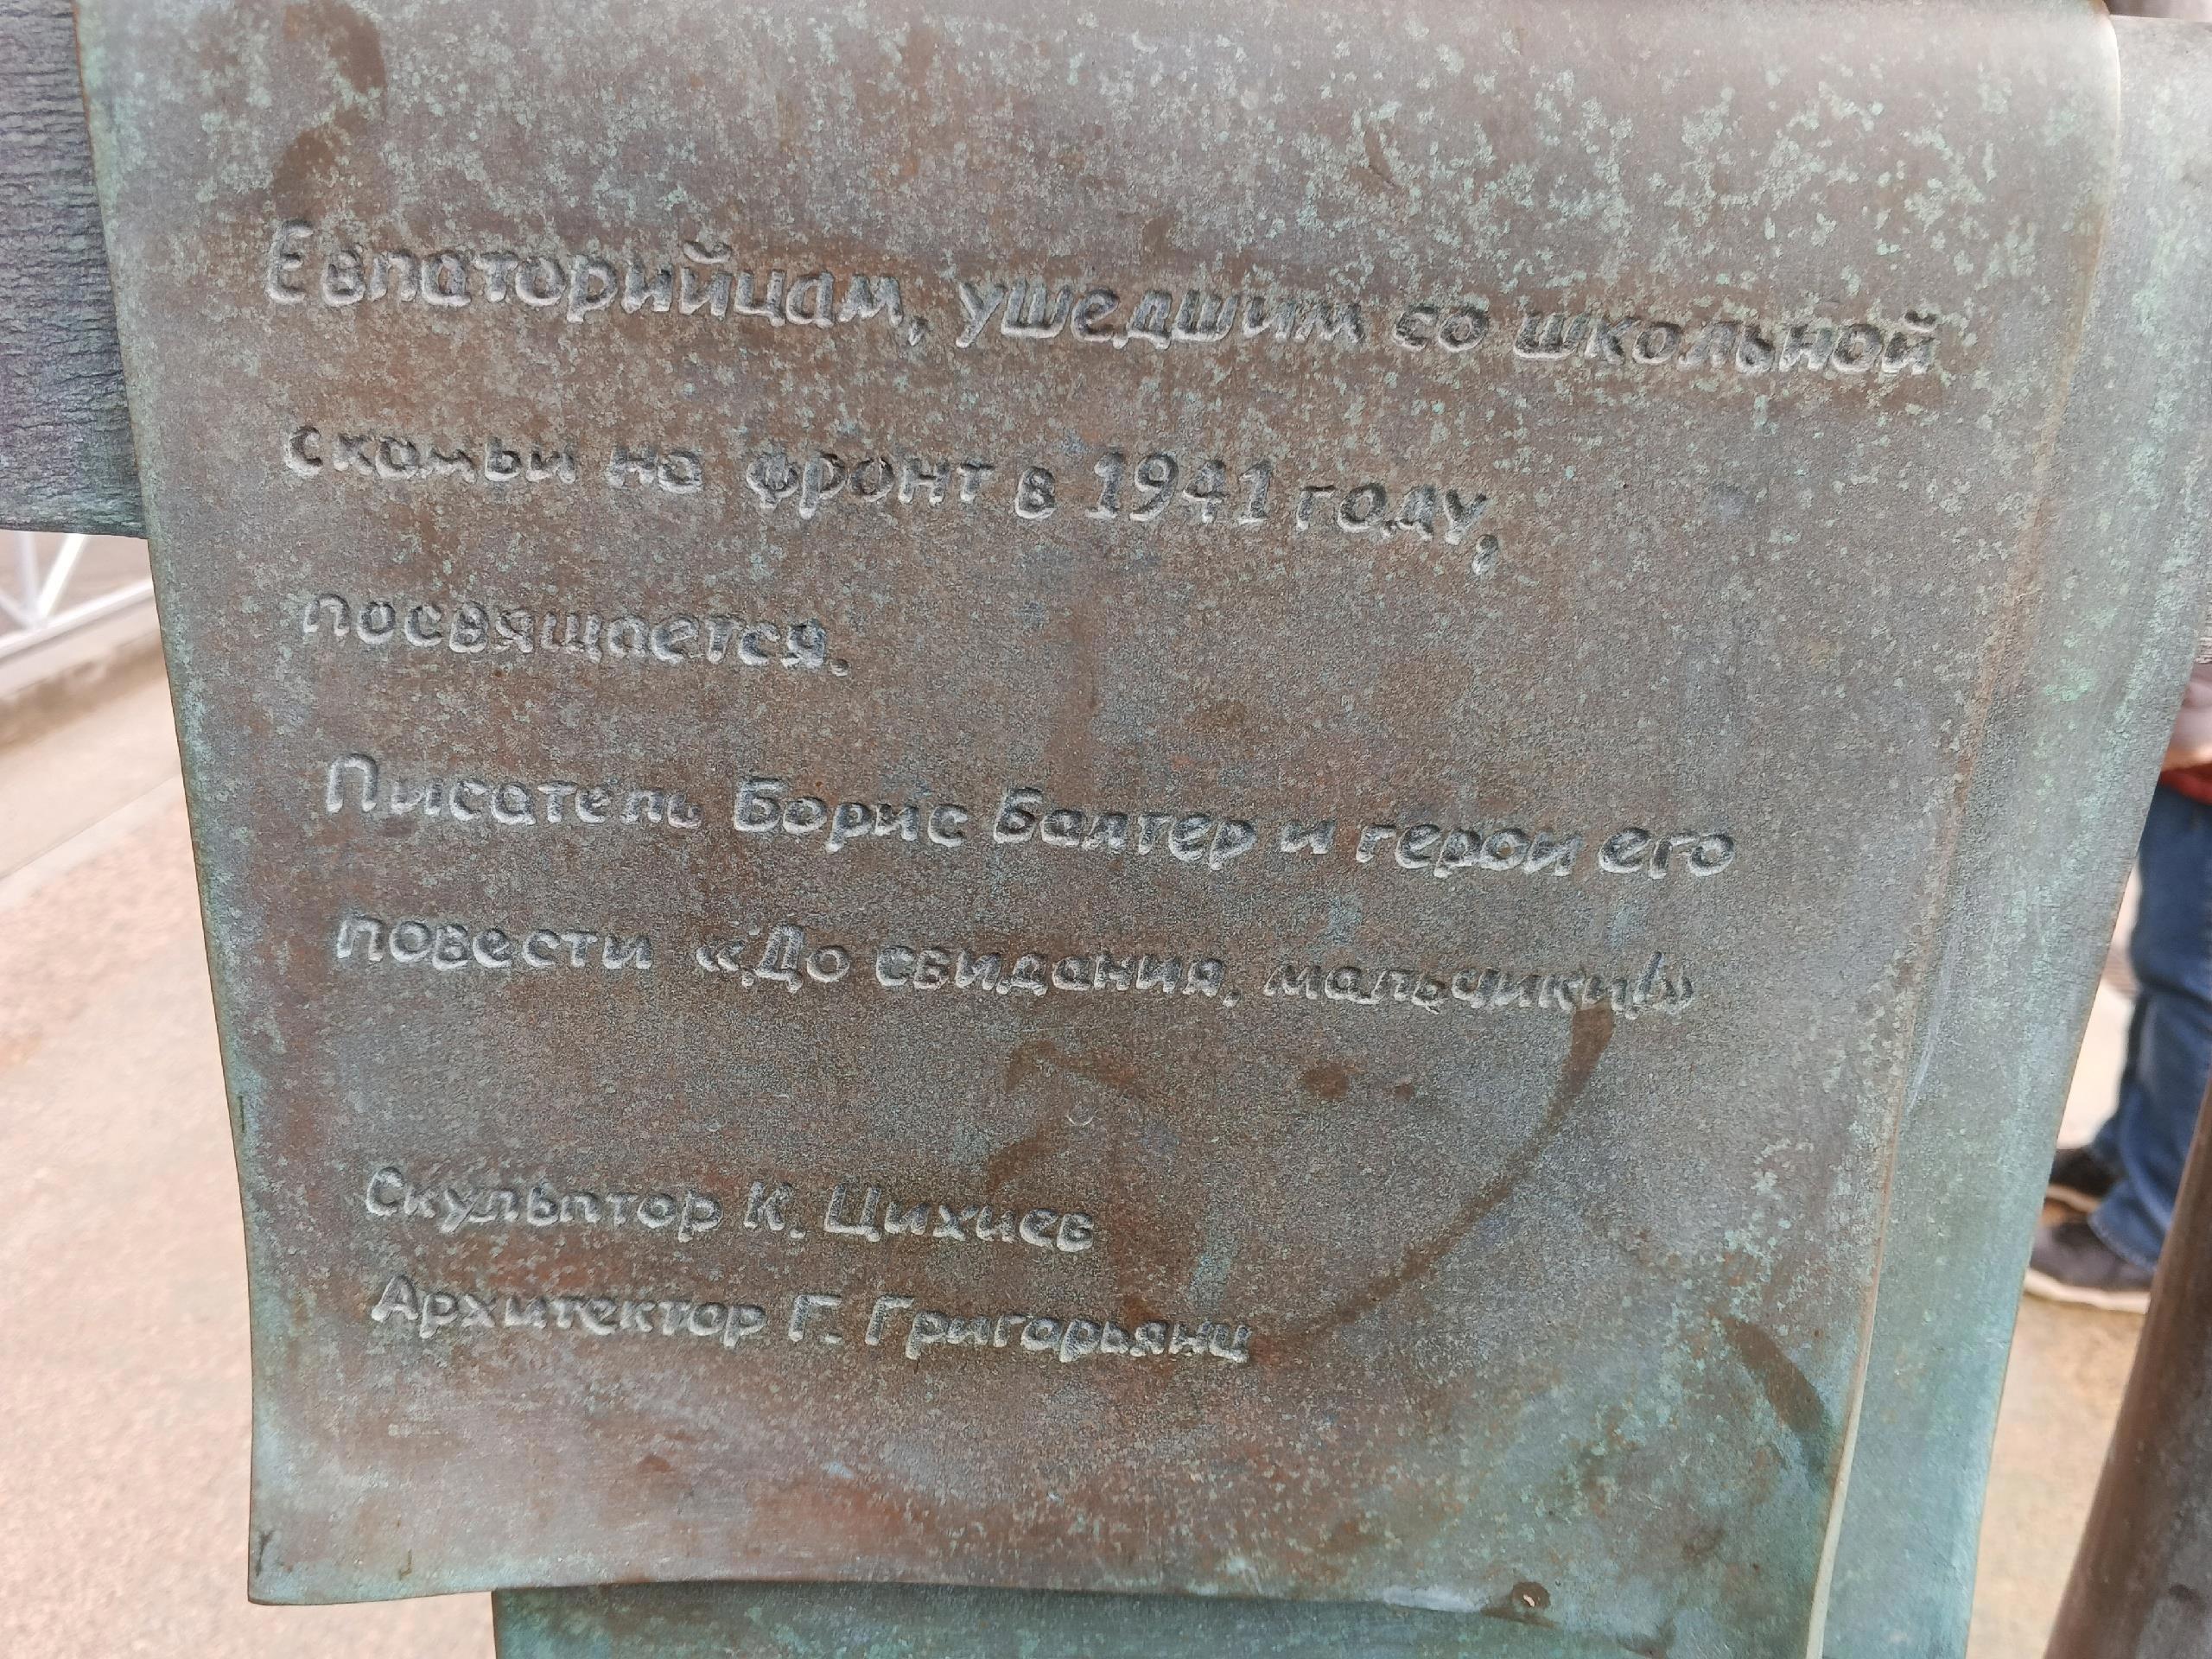 Евпаторийцам, ушедшим со школьной
скамьи на фронт в 1941 году,
посвящается.
Писатель Борис Балтер и герои его
повести «До свидания, мальчики!»
Скульптор К. Цихиев
Архитектор Г. Григорьянц